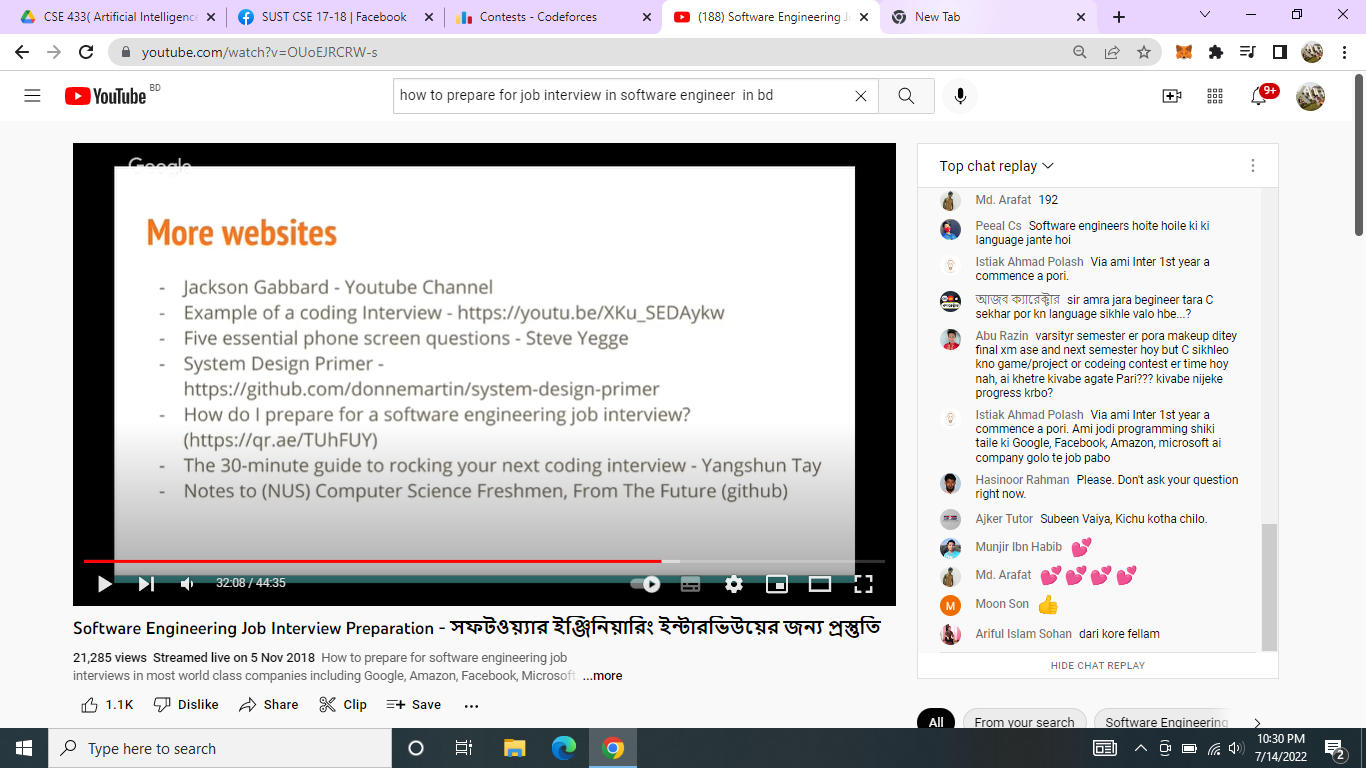 CSE 433( Artificial Intelligence
SUST CSE 17-18 | Facebook
Contests - Codeforces
(188) Software Engineering J
New Tab
youtube.com/watch?v=OUoEJRCRW-s
YouTube BD
how to prepare for job interview in software engineer in bd
9+
Google
More websites
- Jackson Gabbard - Youtube Channel
- Example of a coding Interview - https://youtu.be/XKu_SEDAykw
- Five essential phone screen questions - Steve Yegge
- System Design Primer -
https://github.com/donnemartin/system-design-primer
- How do I prepare for a software engineering job interview?
(https://qr.ae/TUhFUY)
- The 30-minute guide to rocking your next coding interview - Yangshun Tay
- Notes to (NUS) Computer Science Freshmen, From The Future (github)
32:08 / 44:35
Software Engineering Job Interview Preparation - সফটওয়্যার ইঞ্জিনিয়ারিং ইন্টারভিউয়ের জন্য প্রস্তুতি
21,285 views Streamed live on 5 Nov 2018 How to prepare for software engineering job
interviews in most world class companies including Google, Amazon, Facebook, Microsoft. ...more
1.1K Dislike Share Clip Save ...
Top chat replay
Md. Arafat 192
Peeal Cs Software engineers hoite hoile ki ki
language jante hoi
Istiak Ahmad Polash Via ami Inter 1st year a
commence a pori.
আজব ক্যারেক্টার sir amra jara begineer tara C
sekhar por kn language sikhle valo hbe...?
Abu Razin varsityr semester er pora makeup ditey
final xm ase and next semester hoy but C sikhleo
kno game/project or codeing contest er time hoy
nah, ai khetre kivabe agate Pari??? kivabe nijeke
progress krbo?
Istiak Ahmad Polash Via ami Inter 1st year a
commence a pori. Ami jodi programming shiki
taile ki Google, Facebook, Amazon, microsoft ai
company golo te job pabo
Hasinoor Rahman Please. Don't ask your question
right now.
Ajker Tutor Subeen Vaiya, Kichu kotha chilo.
Munjir Ibn Habib 💕
Md. Arafat 💕💕💕💕
M Moon Son 👍
Ariful Islam Sohan dari kore fellam
HIDE CHAT REPLAY
All From your search Software Engineering
Type here to search
10:30 PM
7/14/2022
2